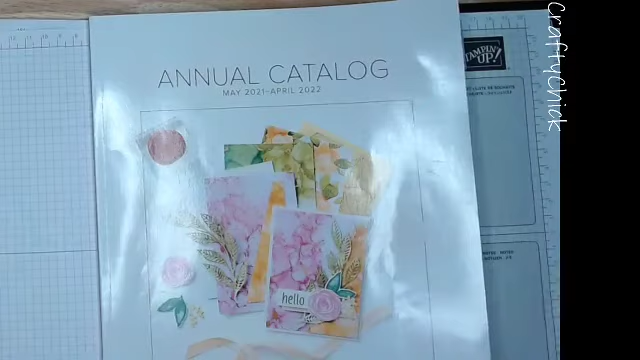 ANNUAL CATALOG
MAY 2021–APRIL 2022
hello
STAMPIN' UP!
craftychick